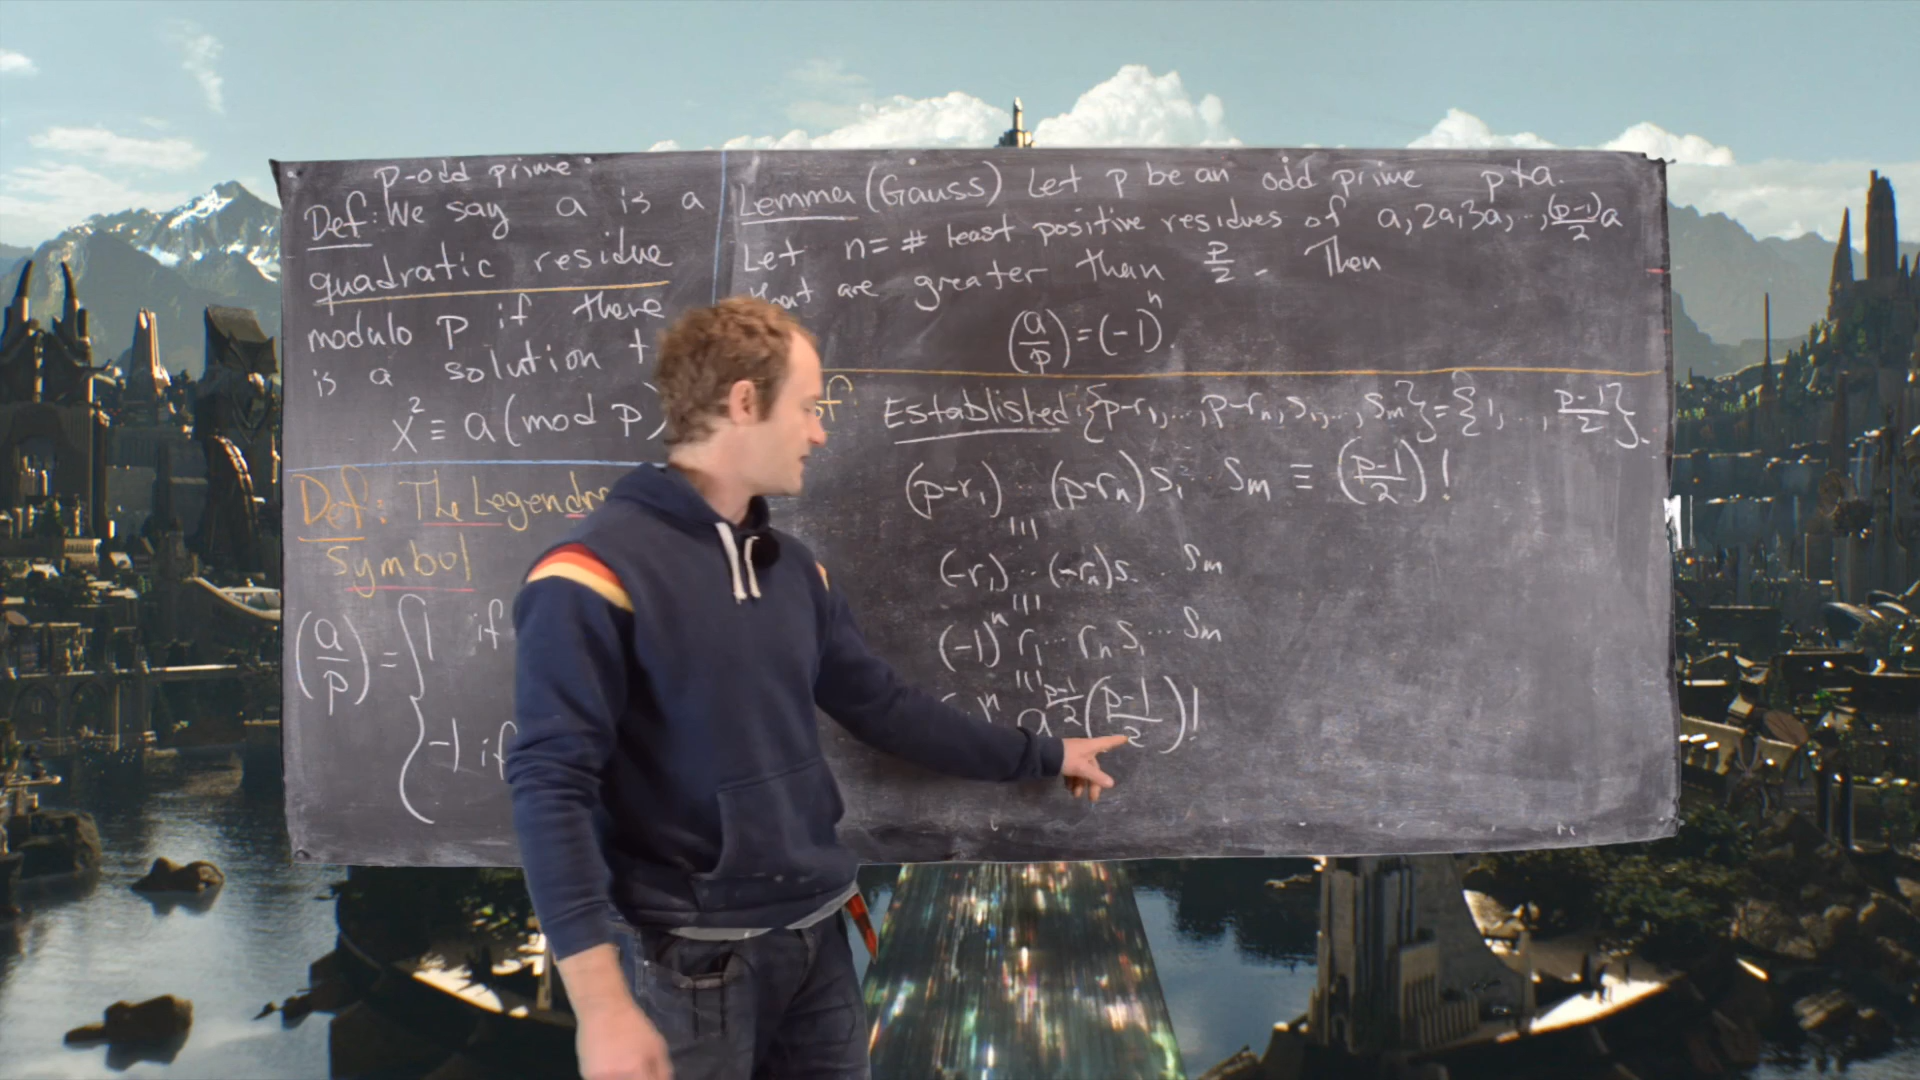 p-odd prime
Def: We say a is a
quadratic residue
modulo p if there
is a solution t
x² ≡ a (mod p)
Def: The Legendre
Symbol
(a/p) = { 1 if
-1 if
Lemma (Gauss) Let p be an odd prime p∤a.
Let n = # least positive residues of a, 2a, 3a, ..., (p-1)/2 a
that are greater than p/2. Then
(a/p) = (-1)ⁿ.
Established: {p-r₁, ..., p-rₙ, s₁, ..., sₘ} = {1, ..., (p-1)/2}.
(p-r₁) ... (p-rₙ) s₁ ... sₘ ≡ ((p-1)/2)!
≡
(-r₁) ... (-rₙ) s₁ ... sₘ
≡
(-1)ⁿ r₁ ... rₙ s₁ ... sₘ
≡
ⁿ a^((p-1)/2) ((p-1)/2)!